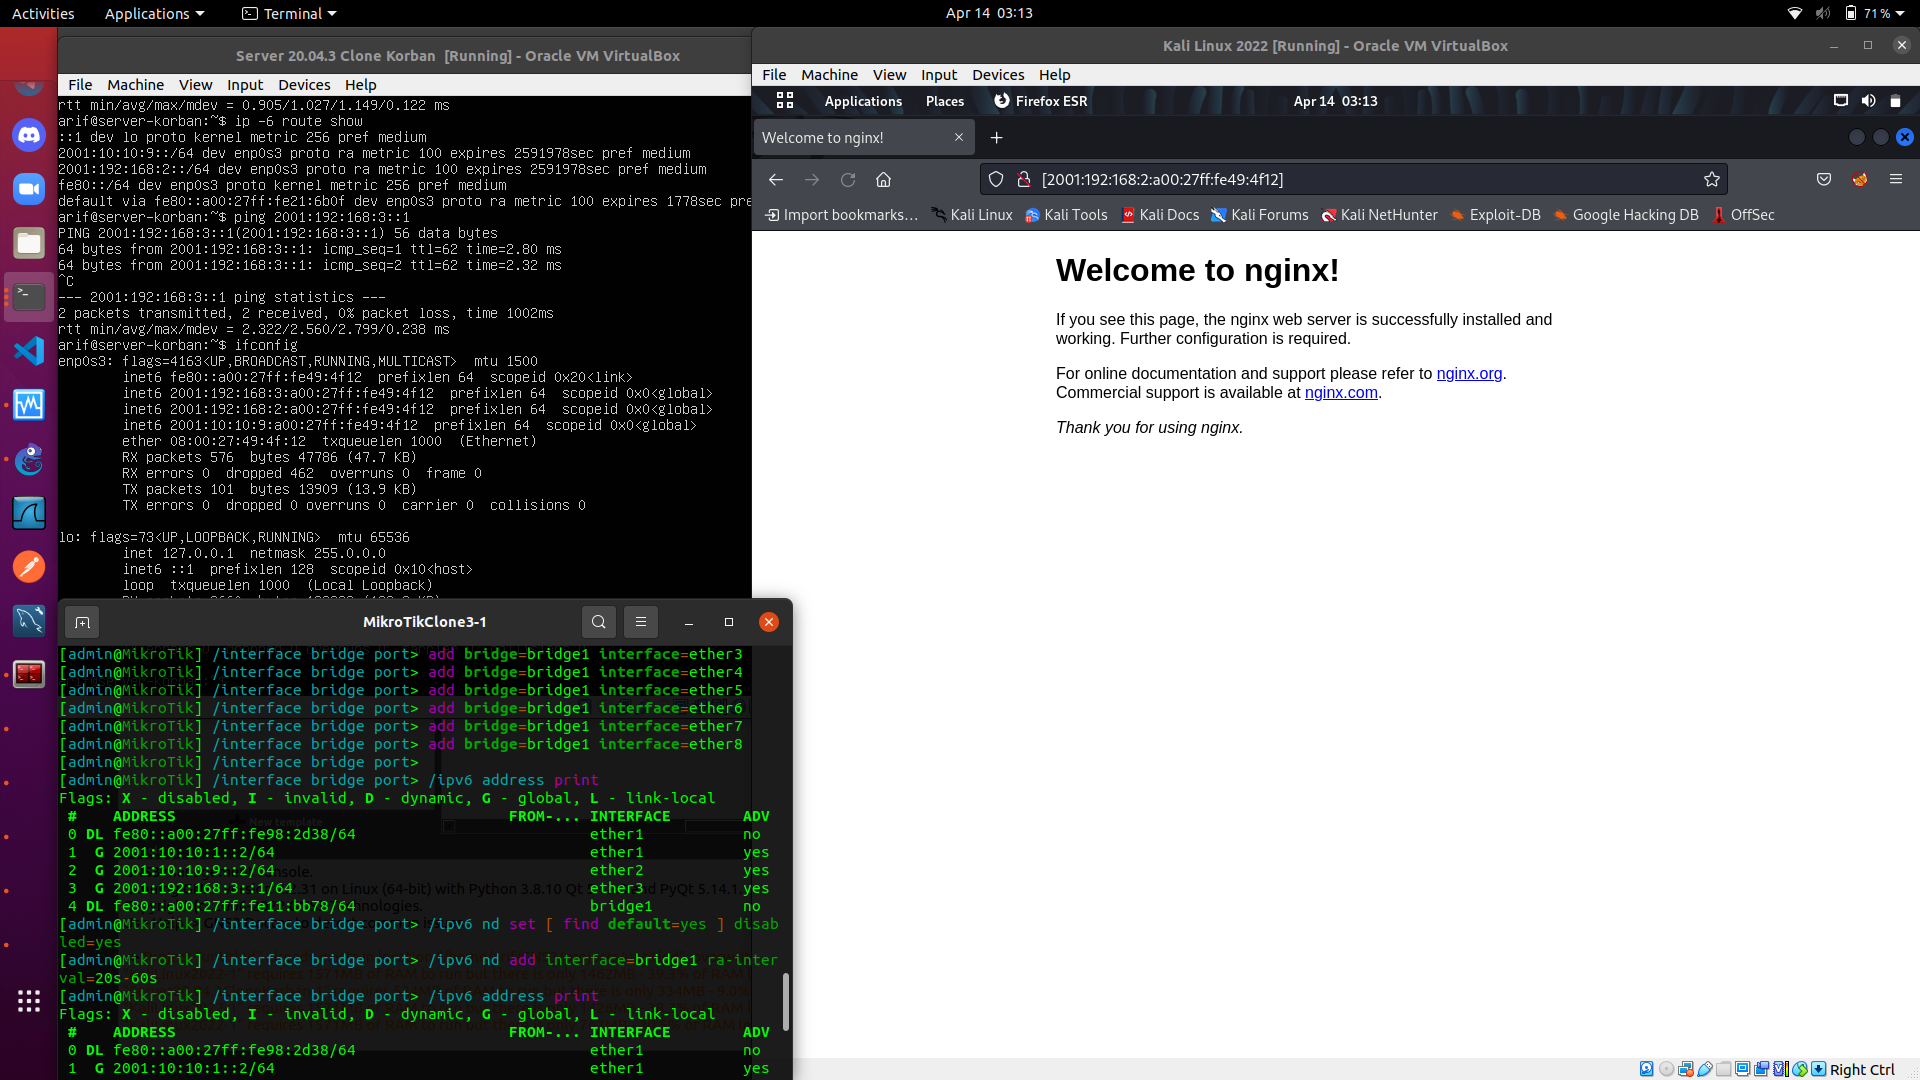 Activities Applications Terminal Apr 14 03:13 71 %
Server 20.04.3 Clone Korban [Running] - Oracle VM VirtualBox
File Machine View Input Devices Help
rtt min/avg/max/mdev = 0.905/1.027/1.149/0.122 ms
arif@server-korban:~$ ip -6 route show
::1 dev lo proto kernel metric 256 pref medium
2001:10:10:9::/64 dev enp0s3 proto ra metric 100 expires 2591978sec pref medium
2001:192:168:2::/64 dev enp0s3 proto ra metric 100 expires 2591978sec pref medium
fe80::/64 dev enp0s3 proto kernel metric 256 pref medium
default via fe80::a00:27ff:fe21:6b0f dev enp0s3 proto ra metric 100 expires 1778sec pre
arif@server-korban:~$ ping 2001:192:168:3::1
PING 2001:192:168:3::1(2001:192:168:3::1) 56 data bytes
64 bytes from 2001:192:168:3::1: icmp_seq=1 ttl=62 time=2.80 ms
64 bytes from 2001:192:168:3::1: icmp_seq=2 ttl=62 time=2.32 ms
^C
--- 2001:192:168:3::1 ping statistics ---
2 packets transmitted, 2 received, 0% packet loss, time 1002ms
rtt min/avg/max/mdev = 2.322/2.560/2.799/0.238 ms
arif@server-korban:~$ ifconfig
enp0s3: flags=4163<UP,BROADCAST,RUNNING,MULTICAST> mtu 1500
inet6 fe80::a00:27ff:fe49:4f12 prefixlen 64 scopeid 0x20<link>
inet6 2001:192:168:3:a00:27ff:fe49:4f12 prefixlen 64 scopeid 0x0<global>
inet6 2001:192:168:2:a00:27ff:fe49:4f12 prefixlen 64 scopeid 0x0<global>
inet6 2001:10:10:9:a00:27ff:fe49:4f12 prefixlen 64 scopeid 0x0<global>
ether 08:00:27:49:4f:12 txqueuelen 1000 (Ethernet)
RX packets 576 bytes 47786 (47.7 KB)
RX errors 0 dropped 462 overruns 0 frame 0
TX packets 101 bytes 13909 (13.9 KB)
TX errors 0 dropped 0 overruns 0 carrier 0 collisions 0
lo: flags=73<UP,LOOPBACK,RUNNING> mtu 65536
inet 127.0.0.1 netmask 255.0.0.0
inet6 ::1 prefixlen 128 scopeid 0x10<host>
loop txqueuelen 1000 (Local Loopback)
MikroTikClone3-1
[admin@MikroTik] /interface bridge port> add bridge=bridge1 interface=ether3
[admin@MikroTik] /interface bridge port> add bridge=bridge1 interface=ether4
[admin@MikroTik] /interface bridge port> add bridge=bridge1 interface=ether5
[admin@MikroTik] /interface bridge port> add bridge=bridge1 interface=ether6
[admin@MikroTik] /interface bridge port> add bridge=bridge1 interface=ether7
[admin@MikroTik] /interface bridge port> add bridge=bridge1 interface=ether8
[admin@MikroTik] /interface bridge port>
[admin@MikroTik] /interface bridge port> /ipv6 address print
Flags: X - disabled, I - invalid, D - dynamic, G - global, L - link-local
# ADDRESS FROM-... INTERFACE ADV
0 DL fe80::a00:27ff:fe98:2d38/64 ether1 no
1 G 2001:10:10:1::2/64 ether1 yes
2 G 2001:10:10:9::2/64 ether2 yes
3 G 2001:192:168:3::1/64 ether3 yes
4 DL fe80::a00:27ff:fe11:bb78/64 bridge1 no
[admin@MikroTik] /interface bridge port> /ipv6 nd set [ find default=yes ] disab
led=yes
[admin@MikroTik] /interface bridge port> /ipv6 nd add interface=bridge1 ra-inter
val=20s-60s
[admin@MikroTik] /interface bridge port> /ipv6 address print
Flags: X - disabled, I - invalid, D - dynamic, G - global, L - link-local
# ADDRESS FROM-... INTERFACE ADV
0 DL fe80::a00:27ff:fe98:2d38/64 ether1 no
1 G 2001:10:10:1::2/64 ether1 yes
Kali Linux 2022 [Running] - Oracle VM VirtualBox
File Machine View Input Devices Help
Applications Places Firefox ESR Apr 14 03:13
Welcome to nginx!
[2001:192:168:2:a00:27ff:fe49:4f12]
Import bookmarks… Kali Linux Kali Tools Kali Docs Kali Forums Kali NetHunter Exploit-DB Google Hacking DB OffSec
Welcome to nginx!
If you see this page, the nginx web server is successfully installed and
working. Further configuration is required.
For online documentation and support please refer to nginx.org.
Commercial support is available at nginx.com.
Thank you for using nginx.
Right Ctrl